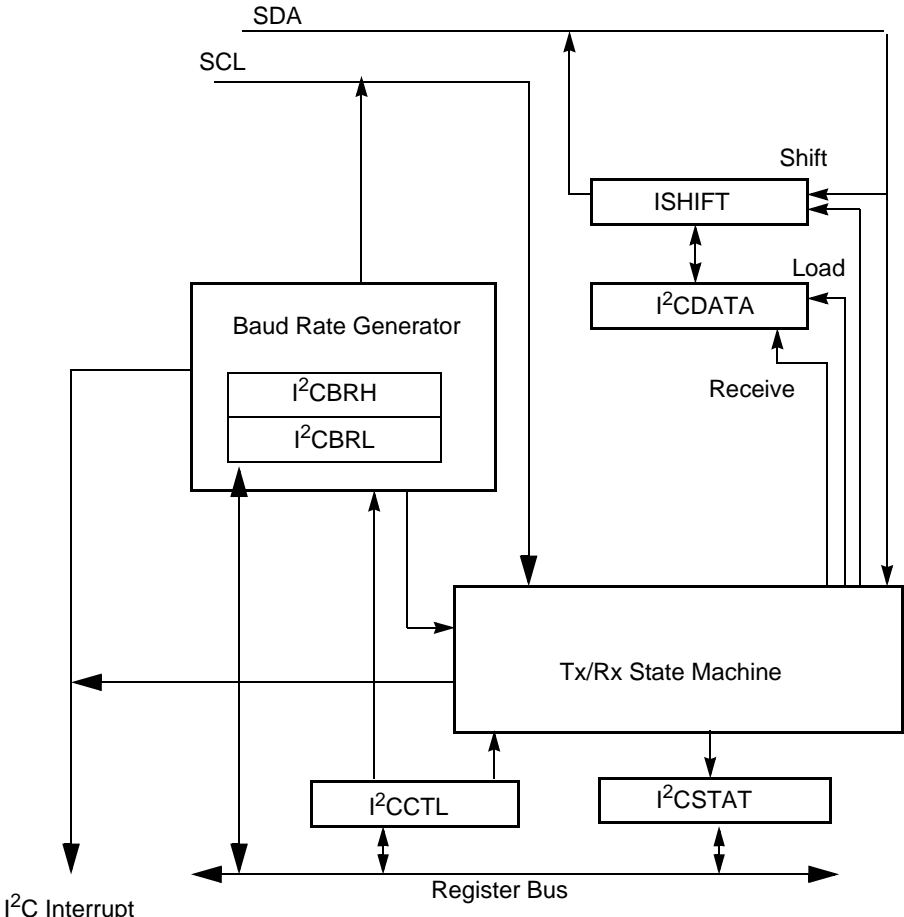 SDA
SCL
Shift
ISHIFT
Load
I²CDATA
Baud Rate Generator
Receive
I²CBRH
I²CBRL
Tx/Rx State Machine
I²CCTL
I²CSTAT
Register Bus
I²C Interrupt